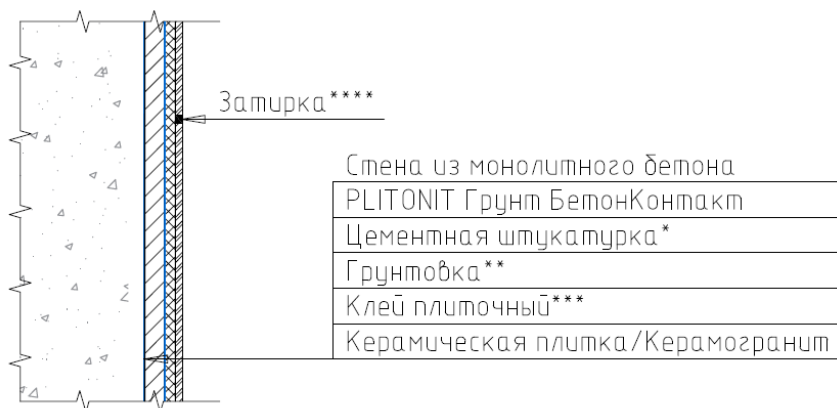 Затирка****
Стена из монолитного бетона
PLITONIT Грунт БетонКонтакт
Цементная штукатурка*
Грунтовка**
Клей плиточный***
Керамическая плитка/Керамогранит